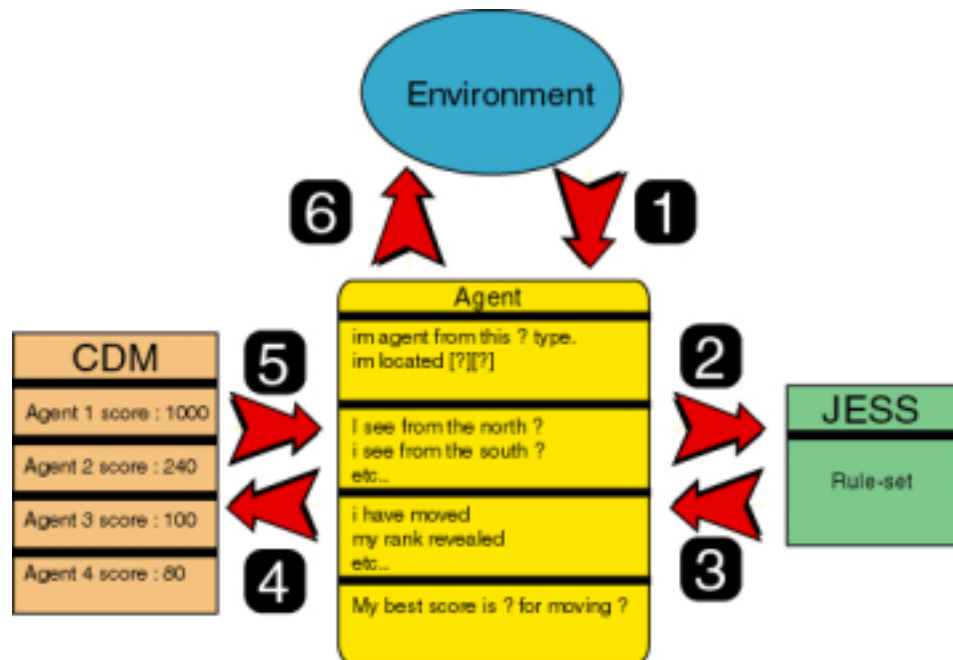 Environment
6
1
Agent
im agent from this ? type.
im located [?][?]
I see from the north ?
i see from the south ?
etc..
i have moved
my rank revealed
etc..
My best score is ? for moving ?
CDM
Agent 1 score : 1000
Agent 2 score : 240
Agent 3 score : 100
Agent 4 score : 80
5
4
2
3
JESS
Rule-set